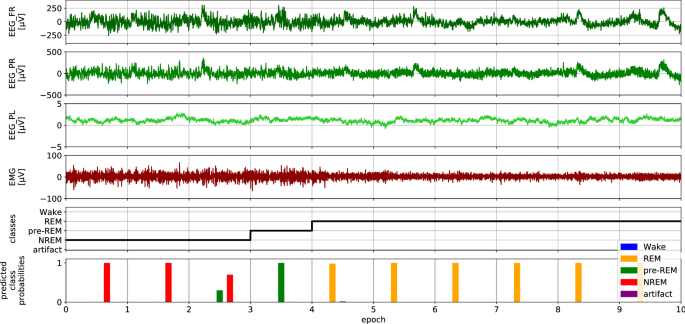 EEG_FR
[μV]
250
0
−250
EEG_PR
[μV]
500
0
−500
EEG_PL
[μV]
5
0
−5
EMG
[μV]
100
0
−100
classes
Wake
REM
pre-REM
NREM
artifact
predicted
class
probabilities
1
0
Wake
REM
pre-REM
NREM
artifact
0 1 2 3 4 5 6 7 8 9 10
epoch